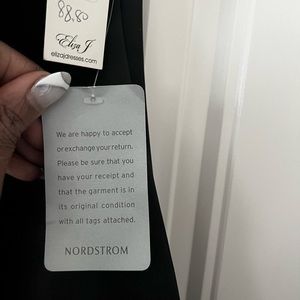 88.80
Eliza J
elizajdresses.com
We are happy to accept
or exchange your return.
Please be sure that you
have your receipt and
that the garment is in
its original condition
with all tags attached.
NORDSTROM